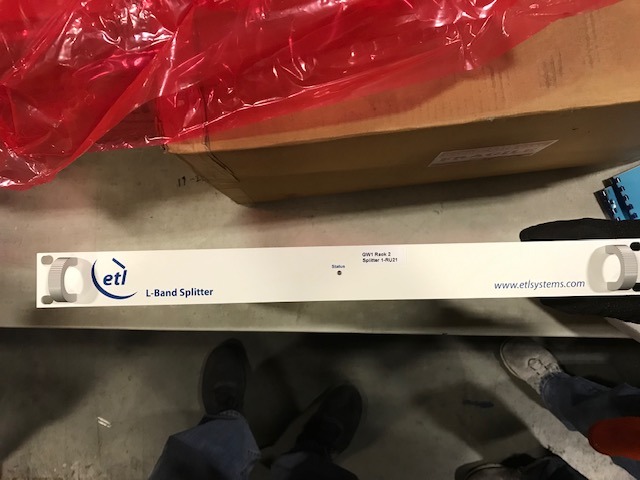 etl
L-Band Splitter
Status
GW1 Rack 2
Splitter 1-RU21
www.etlsystems.com